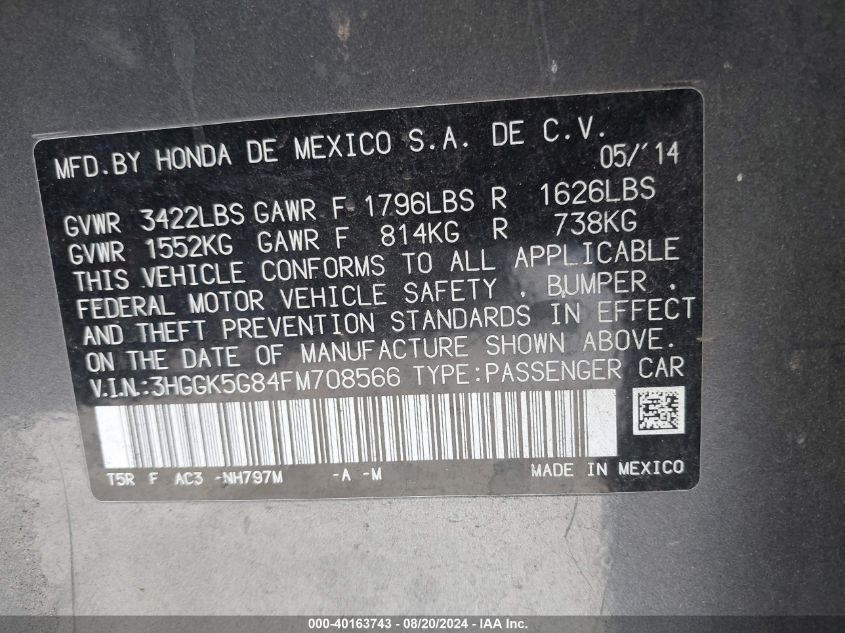 MFD.BY HONDA DE MEXICO S.A. DE C.V.
05/'14
GVWR 3422LBS GAWR F 1796LBS R 1626LBS
GVWR 1552KG GAWR F 814KG R 738KG
THIS VEHICLE CONFORMS TO ALL APPLICABLE
FEDERAL MOTOR VEHICLE SAFETY , BUMPER ,
AND THEFT PREVENTION STANDARDS IN EFFECT
ON THE DATE OF MANUFACTURE SHOWN ABOVE.
V.I.N.:3HGGK5G84FM708566 TYPE:PASSENGER CAR
T5R F AC3 -NH797M -A -M MADE IN MEXICO
000-40163743 - 08/20/2024 - IAA Inc.